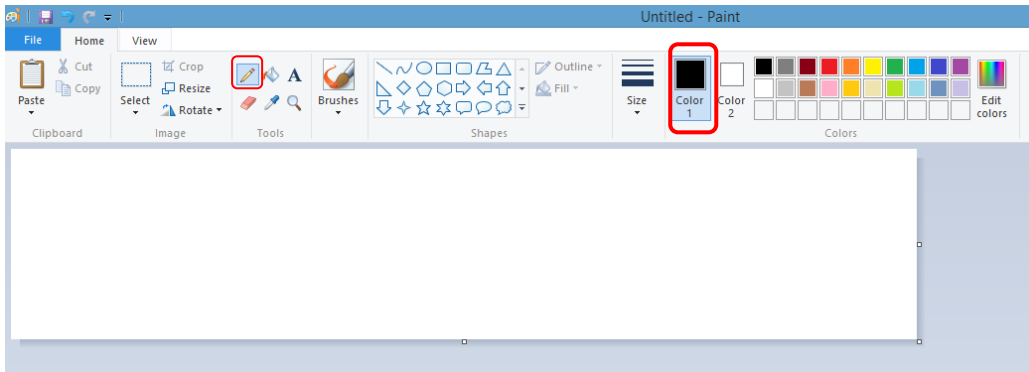 Untitled - Paint
File Home View
Paste
Cut
Copy
Clipboard
Select
Crop
Resize
Rotate
Image
A
Tools
Brushes
Outline
Fill
Shapes
Size
Color 1
Color 2
Edit colors
Colors